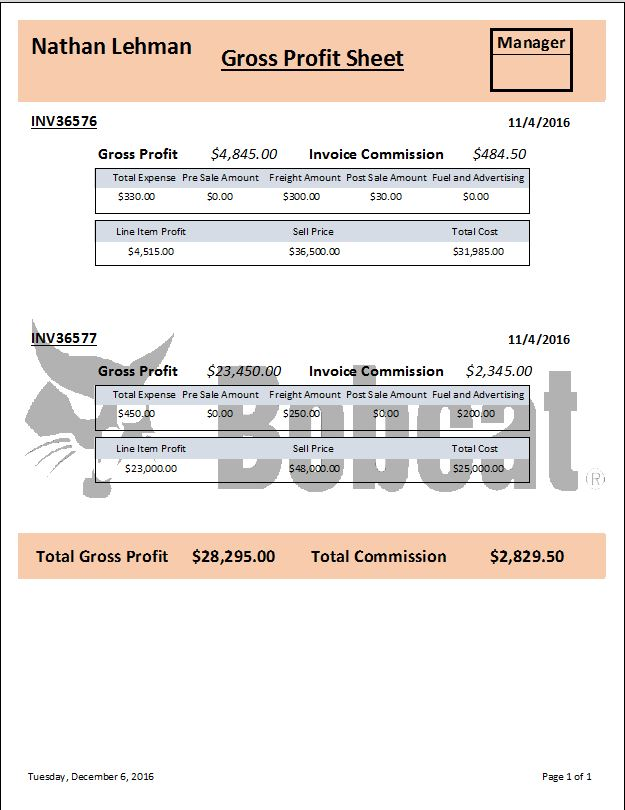 Nathan Lehman
Gross Profit Sheet
Manager
INV36576 11/4/2016
Gross Profit $4,845.00 Invoice Commission $484.50
Total Expense Pre Sale Amount Freight Amount Post Sale Amount Fuel and Advertising
$330.00 $0.00 $300.00 $30.00 $0.00
Line Item Profit Sell Price Total Cost
$4,515.00 $36,500.00 $31,985.00
INV36577 11/4/2016
Gross Profit $23,450.00 Invoice Commission $2,345.00
Total Expense Pre Sale Amount Freight Amount Post Sale Amount Fuel and Advertising
$450.00 $0.00 $250.00 $0.00 $200.00
Line Item Profit Sell Price Total Cost
$23,000.00 $48,000.00 $25,000.00
Bobcat ®
Total Gross Profit $28,295.00 Total Commission $2,829.50
Tuesday, December 6, 2016 Page 1 of 1